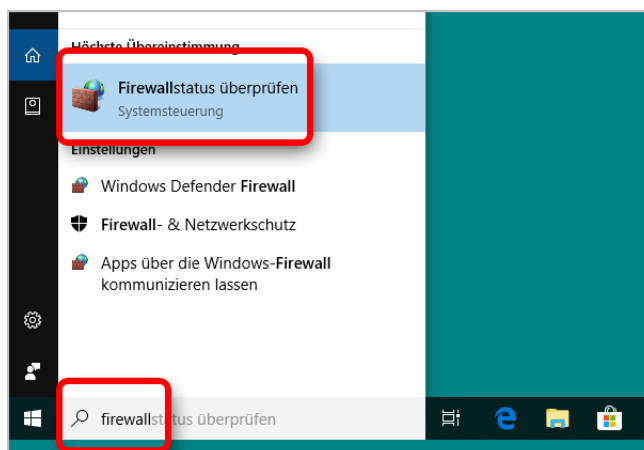 Höchste Übereinstimmung
Firewallstatus überprüfen
Systemsteuerung
Einstellungen
Windows Defender Firewall
Firewall- & Netzwerkschutz
Apps über die Windows-Firewall
kommunizieren lassen
firewallstatus überprüfen